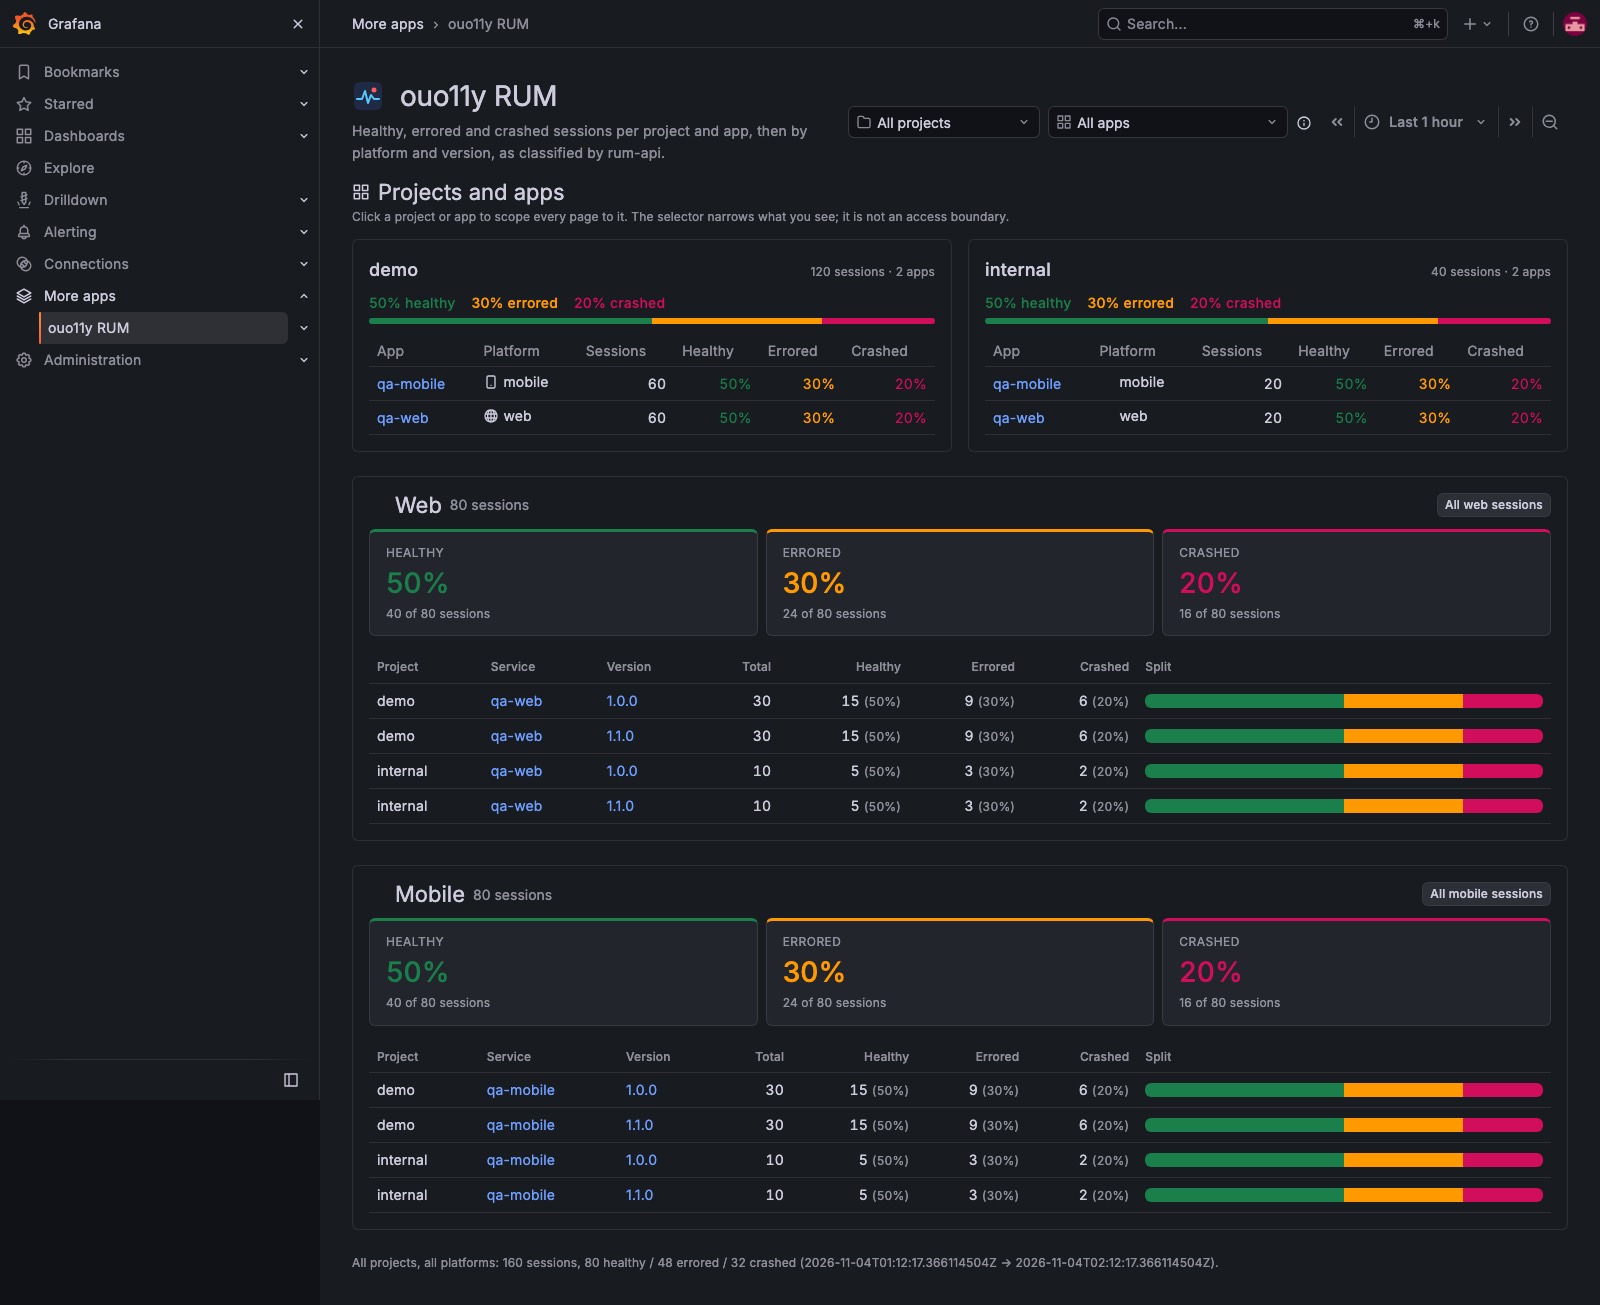 Grafana
More apps › ouo11y RUM
Search...
⌘+k
Bookmarks
Starred
Dashboards
Explore
Drilldown
Alerting
Connections
More apps
ouo11y RUM
Administration
ouo11y RUM
Healthy, errored and crashed sessions per project and app, then by
platform and version, as classified by rum-api.
All projects
All apps
Last 1 hour
Projects and apps
Click a project or app to scope every page to it. The selector narrows what you see; it is not an access boundary.
demo
120 sessions · 2 apps
50% healthy 30% errored 20% crashed
App Platform Sessions Healthy Errored Crashed
qa-mobile mobile 60 50% 30% 20%
qa-web web 60 50% 30% 20%
internal
40 sessions · 2 apps
50% healthy 30% errored 20% crashed
App Platform Sessions Healthy Errored Crashed
qa-mobile mobile 20 50% 30% 20%
qa-web web 20 50% 30% 20%
Web 80 sessions
All web sessions
HEALTHY
50%
40 of 80 sessions
ERRORED
30%
24 of 80 sessions
CRASHED
20%
16 of 80 sessions
Project Service Version Total Healthy Errored Crashed Split
demo qa-web 1.0.0 30 15 (50%) 9 (30%) 6 (20%)
demo qa-web 1.1.0 30 15 (50%) 9 (30%) 6 (20%)
internal qa-web 1.0.0 10 5 (50%) 3 (30%) 2 (20%)
internal qa-web 1.1.0 10 5 (50%) 3 (30%) 2 (20%)
Mobile 80 sessions
All mobile sessions
HEALTHY
50%
40 of 80 sessions
ERRORED
30%
24 of 80 sessions
CRASHED
20%
16 of 80 sessions
Project Service Version Total Healthy Errored Crashed Split
demo qa-mobile 1.0.0 30 15 (50%) 9 (30%) 6 (20%)
demo qa-mobile 1.1.0 30 15 (50%) 9 (30%) 6 (20%)
internal qa-mobile 1.0.0 10 5 (50%) 3 (30%) 2 (20%)
internal qa-mobile 1.1.0 10 5 (50%) 3 (30%) 2 (20%)
All projects, all platforms: 160 sessions, 80 healthy / 48 errored / 32 crashed (2026-11-04T01:12:17.366114504Z → 2026-11-04T02:12:17.366114504Z).